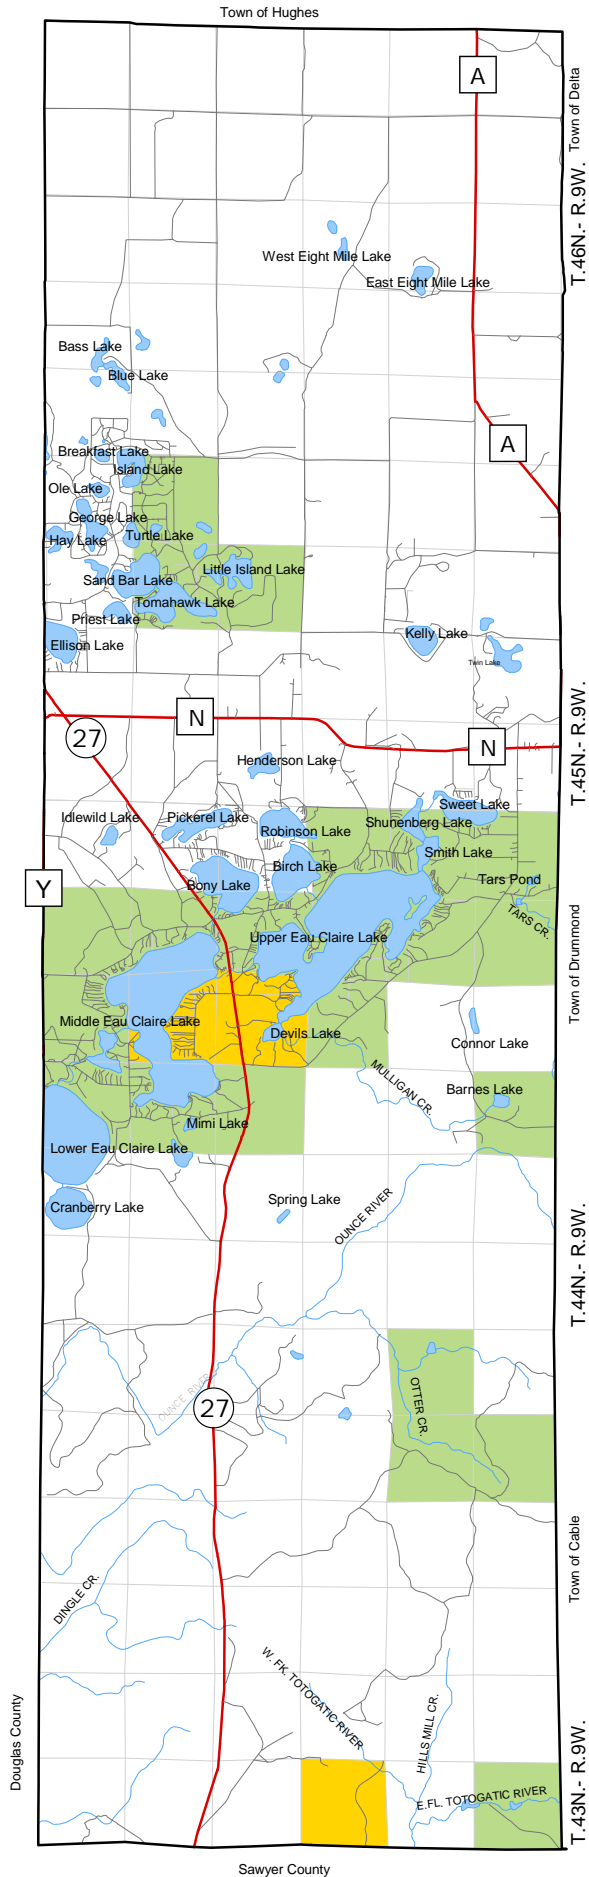 Town of Hughes
A
Town of Delta
T.46N.- R.9W.
West Eight Mile Lake
East Eight Mile Lake
Bass Lake
Blue Lake
A
Breakfast Lake
Island Lake
Ole Lake
George Lake
Turtle Lake
Hay Lake
Little Island Lake
Sand Bar Lake
Tomahawk Lake
Priest Lake
Kelly Lake
Ellison Lake
Twin Lake
T.45N.- R.9W.
N
27
N
Henderson Lake
Sweet Lake
Idlewild Lake
Pickerel Lake
Shunenberg Lake
Robinson Lake
Smith Lake
Birch Lake
Tars Pond
Bony Lake
Y
TARS CR.
Town of Drummond
Upper Eau Claire Lake
Middle Eau Claire Lake
Devils Lake
Connor Lake
MULLIGAN CR.
Barnes Lake
Mimi Lake
Lower Eau Claire Lake
Spring Lake
Cranberry Lake
OUNCE RIVER
T.44N.- R.9W.
OUNCE RIVER
27
OTTER CR.
Town of Cable
DINGLE CR.
W. FK. TOTOGATIC RIVER
HILLS MILL CR.
Douglas County
T.43N.- R.9W.
E.FL. TOTOGATIC RIVER
Sawyer County